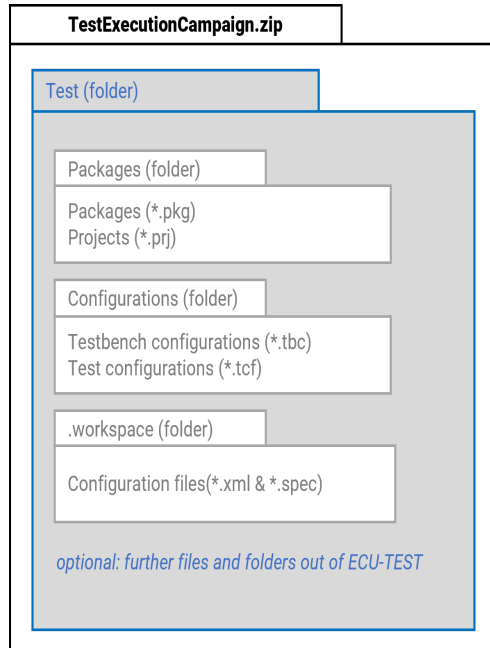 TestExecutionCampaign.zip
Test (folder)
Packages (folder)
Packages (*.pkg)
Projects (*.prj)
Configurations (folder)
Testbench configurations (*.tbc)
Test configurations (*.tcf)
.workspace (folder)
Configuration files(*.xml & *.spec)
optional: further files and folders out of ECU-TEST